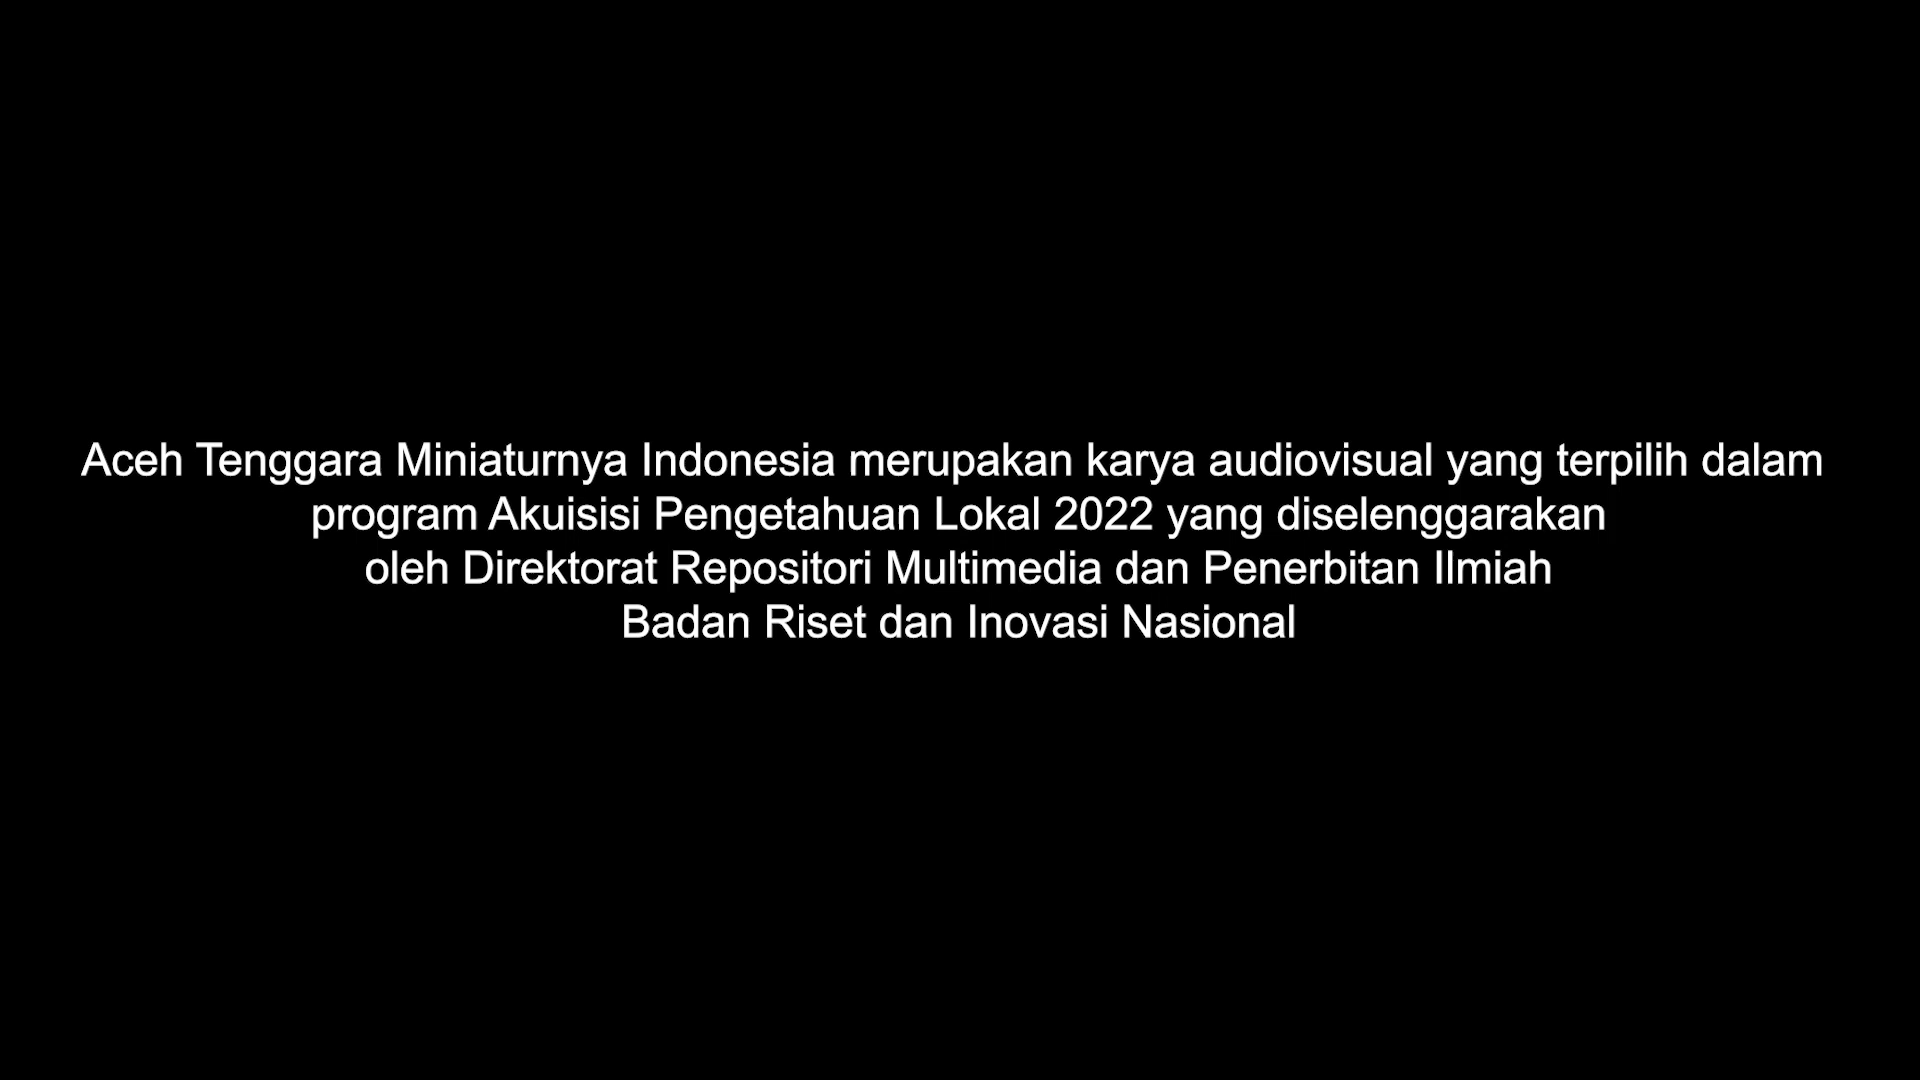 Aceh Tenggara Miniaturnya Indonesia merupakan karya audiovisual yang terpilih dalam
program Akuisisi Pengetahuan Lokal 2022 yang diselenggarakan
oleh Direktorat Repositori Multimedia dan Penerbitan Ilmiah
Badan Riset dan Inovasi Nasional